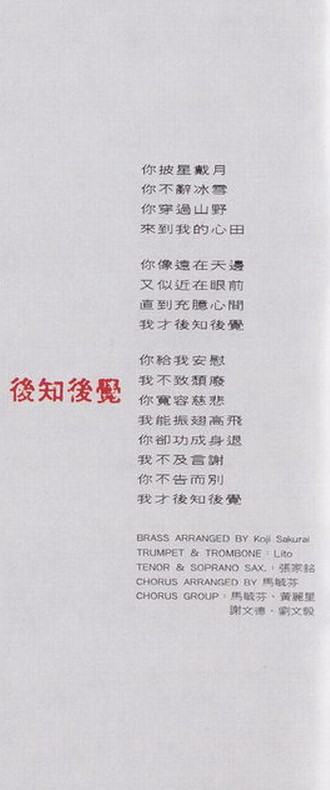 後知後覺
你披星戴月
你不辭冰雪
你穿過山野
來到我的心田
你像遠在天邊
又似近在眼前
直到充臆心間
我才後知後覺
你給我安慰
我不致頹廢
你寬容慈悲
我能振翅高飛
你卻功成身退
我不及言謝
你不告而別
我才後知後覺
BRASS ARRANGED BY Koji Sakurai
TRUMPET & TROMBONE：Lito
TENOR & SOPRANO SAX.：張家銘
CHORUS ARRANGED BY 馬毓芬
CHORUS GROUP：馬毓芬、黃麗星
謝文德、劉文毅